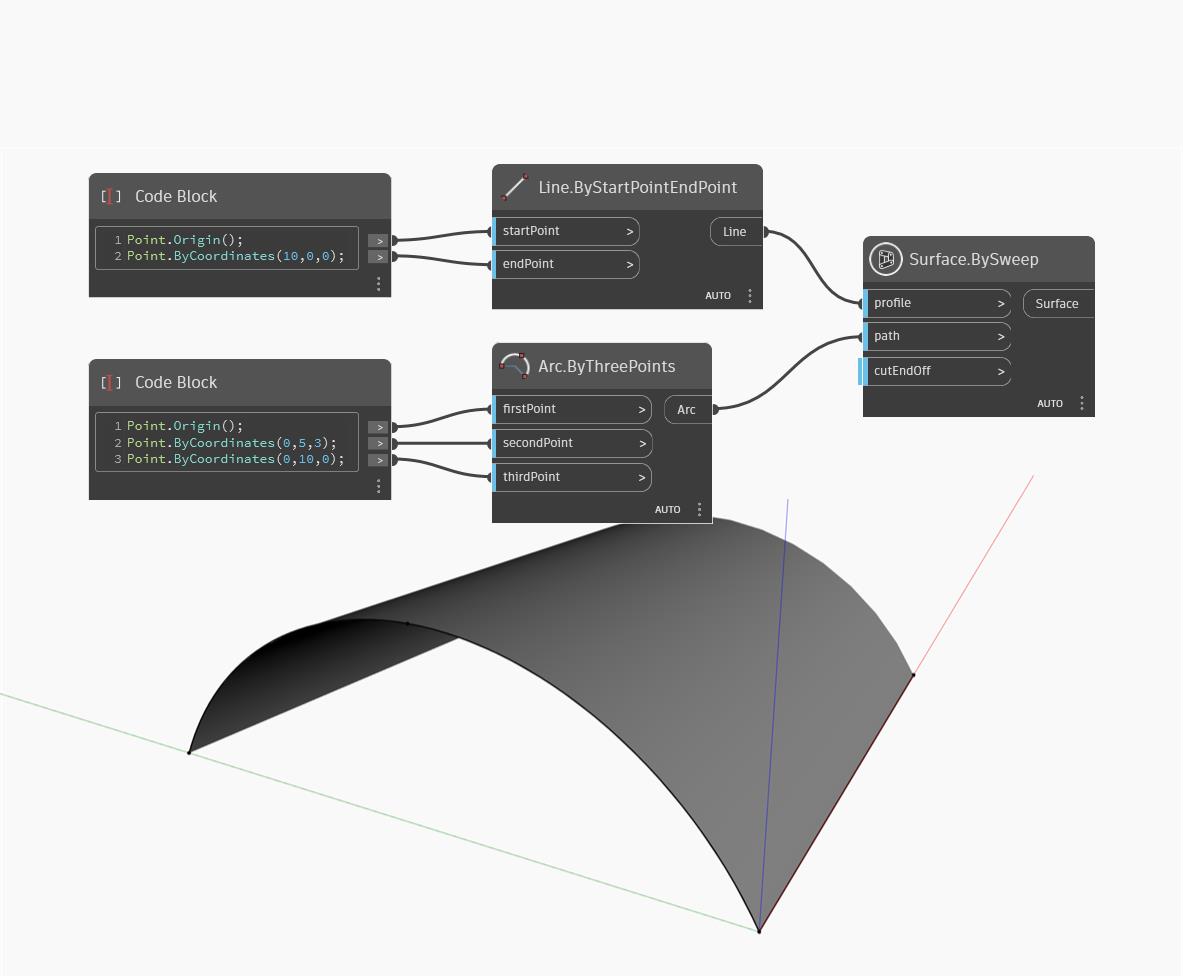 Code Block
1 Point.Origin();
2 Point.ByCoordinates(10,0,0);
>
>
Line.ByStartPointEndPoint
startPoint >
Line
endPoint >
AUTO
Surface.BySweep
profile >
Surface
path >
cutEndOff >
AUTO
Code Block
1 Point.Origin();
2 Point.ByCoordinates(0,5,3);
3 Point.ByCoordinates(0,10,0);
>
>
>
Arc.ByThreePoints
firstPoint >
Arc
secondPoint >
thirdPoint >
AUTO